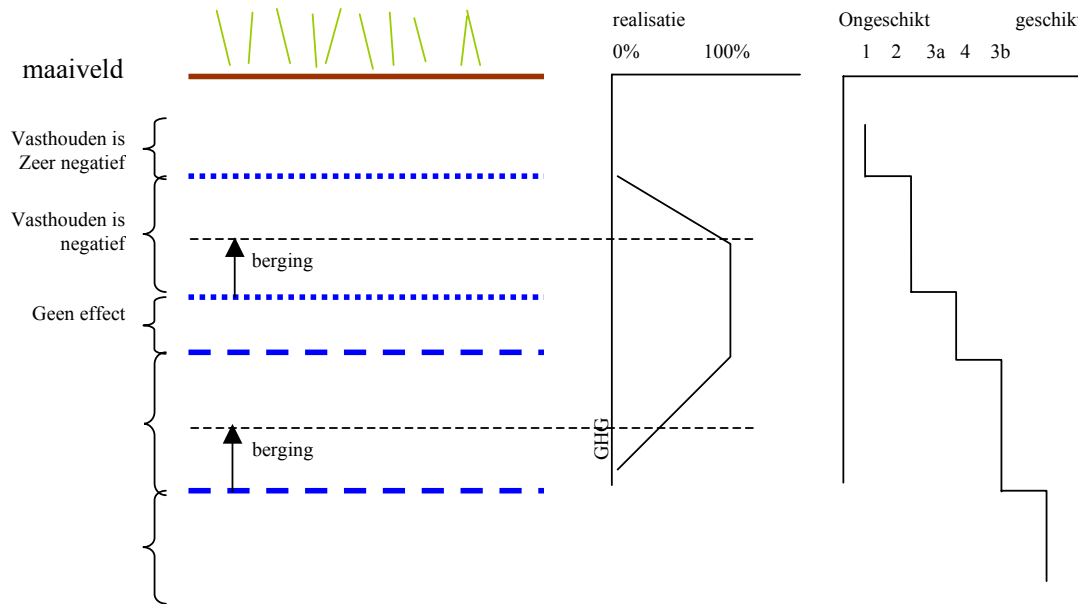 realisatie
Ongeschikt geschikt
0% 100%
1 2 3a 4 3b
maaiveld
Vasthouden is
Zeer negatief
Vasthouden is
negatief
berging
Geen effect
GHG
berging